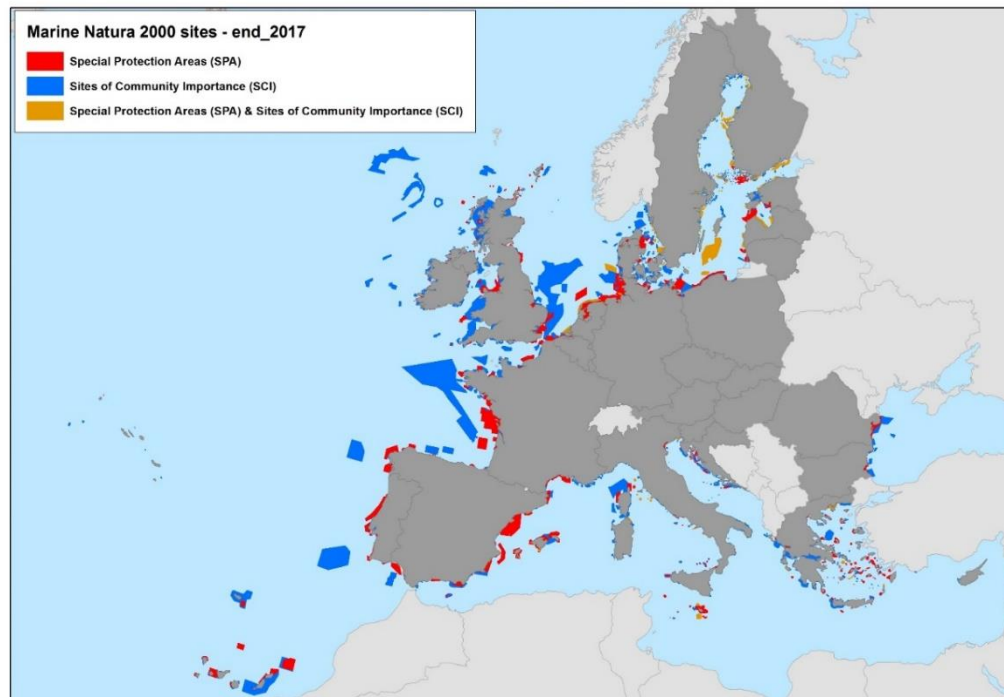 Marine Natura 2000 sites - end_2017
Special Protection Areas (SPA)
Sites of Community Importance (SCI)
Special Protection Areas (SPA) & Sites of Community Importance (SCI)